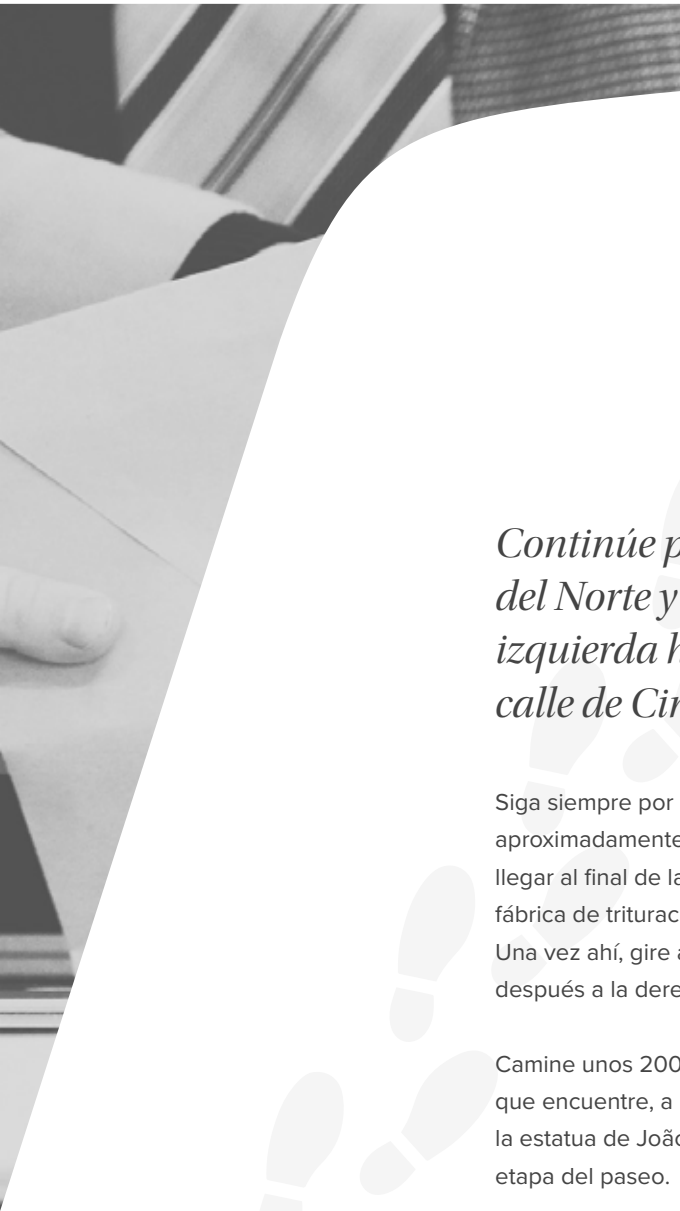 Continúe p
del Norte y
izquierda h
calle de Cir
Siga siempre por
aproximadamente
llegar al final de la
fábrica de triturac
Una vez ahí, gire a
después a la dere
Camine unos 200
que encuentre, a
la estatua de João
etapa del paseo.